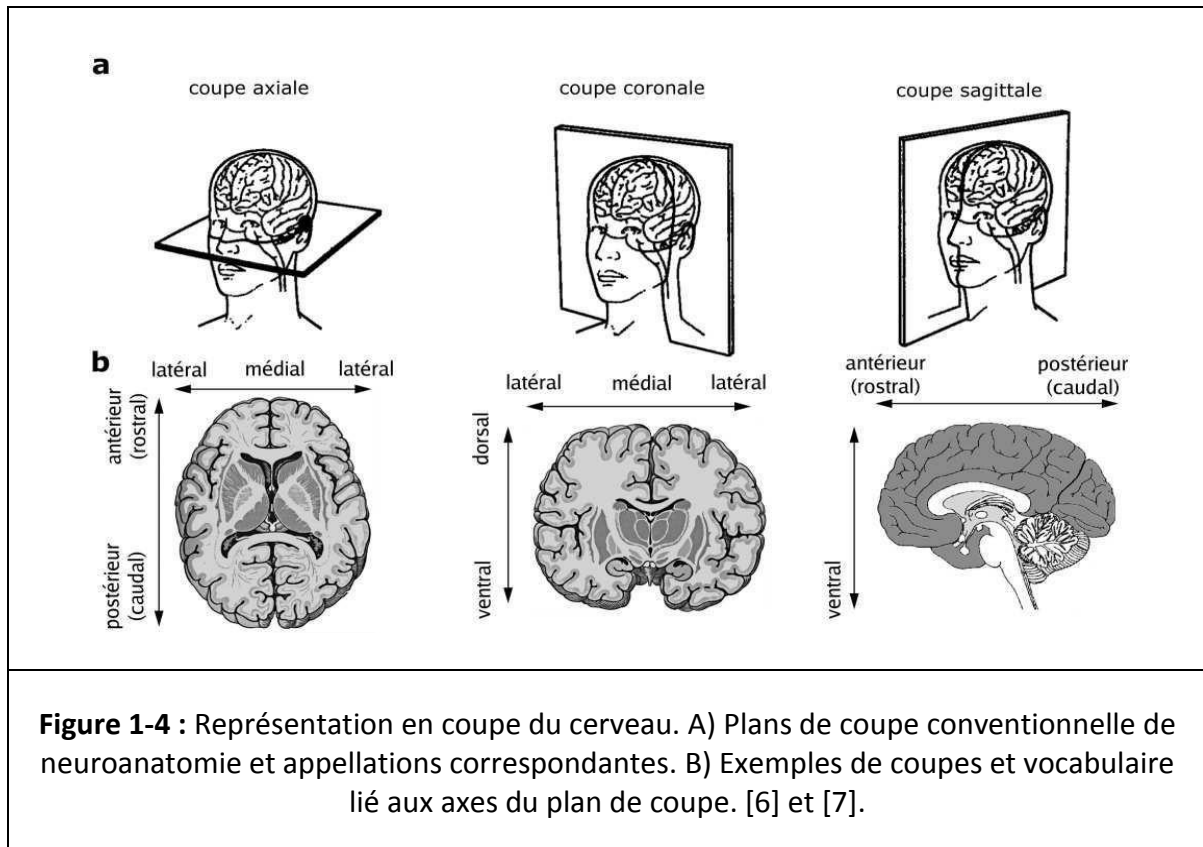 a
coupe axiale
coupe coronale
coupe sagittale
b
latéral médial latéral
antérieur
(rostral)
postérieur
(caudal)
latéral médial latéral
dorsal
ventral
antérieur
(rostral)
postérieur
(caudal)
ventral
Figure 1-4 : Représentation en coupe du cerveau. A) Plans de coupe conventionnelle de
neuroanatomie et appellations correspondantes. B) Exemples de coupes et vocabulaire
lié aux axes du plan de coupe. [6] et [7].